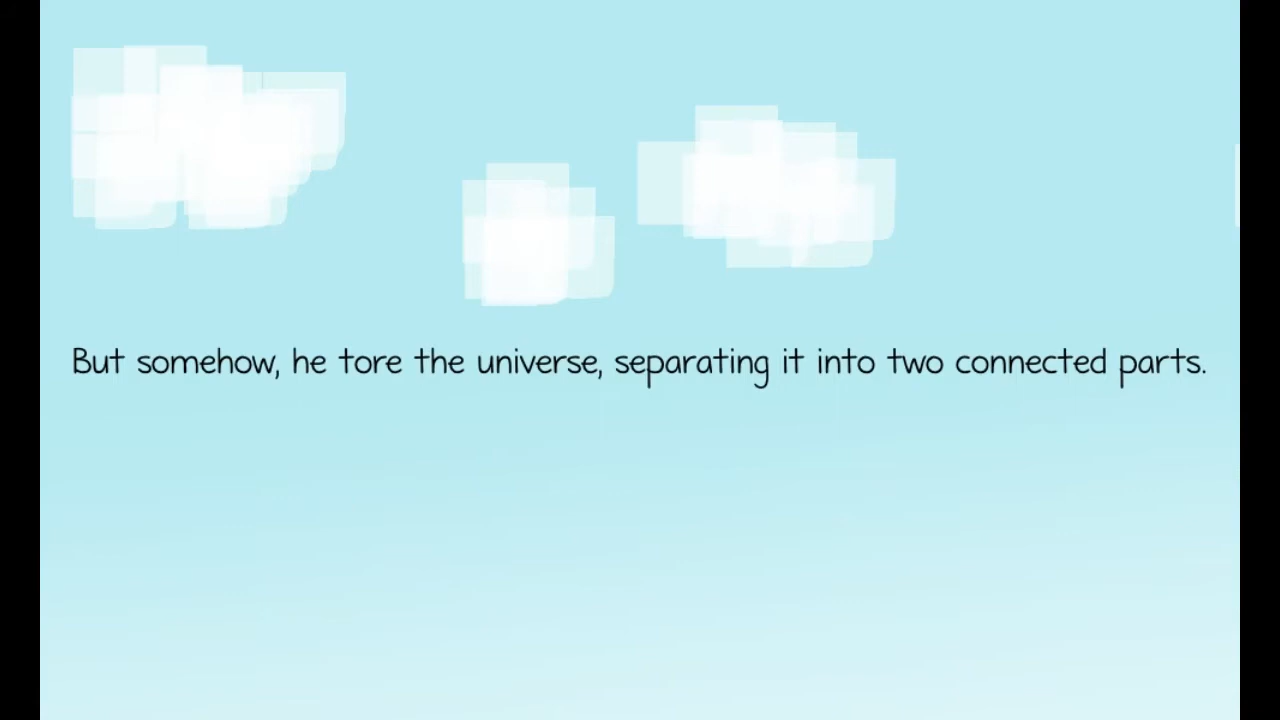 But somehow, he tore the universe, separating it into two connected parts.